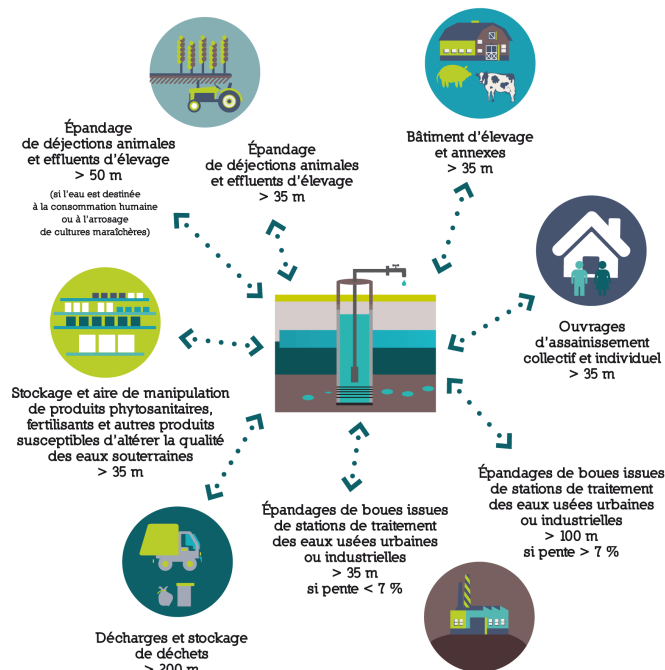 Épandage
de déjections animales
et effluents d'élevage
> 50 m
(si l'eau est destinée
à la consommation humaine
ou à l'arrosage
de cultures maraîchères)
Épandage
de déjections animales
et effluents d'élevage
> 35 m
Bâtiment d'élevage
et annexes
> 35 m
Ouvrages
d'assainissement
collectif et individuel
> 35 m
Stockage et aire de manipulation
de produits phytosanitaires,
fertilisants et autres produits
susceptibles d'altérer la qualité
des eaux souterraines
> 35 m
Épandages de boues issues
de stations de traitement
des eaux usées urbaines
ou industrielles
> 100 m
si pente > 7 %
Épandages de boues issues
de stations de traitement
des eaux usées urbaines
ou industrielles
> 35 m
si pente < 7 %
Décharges et stockage
de déchets
> 200 m